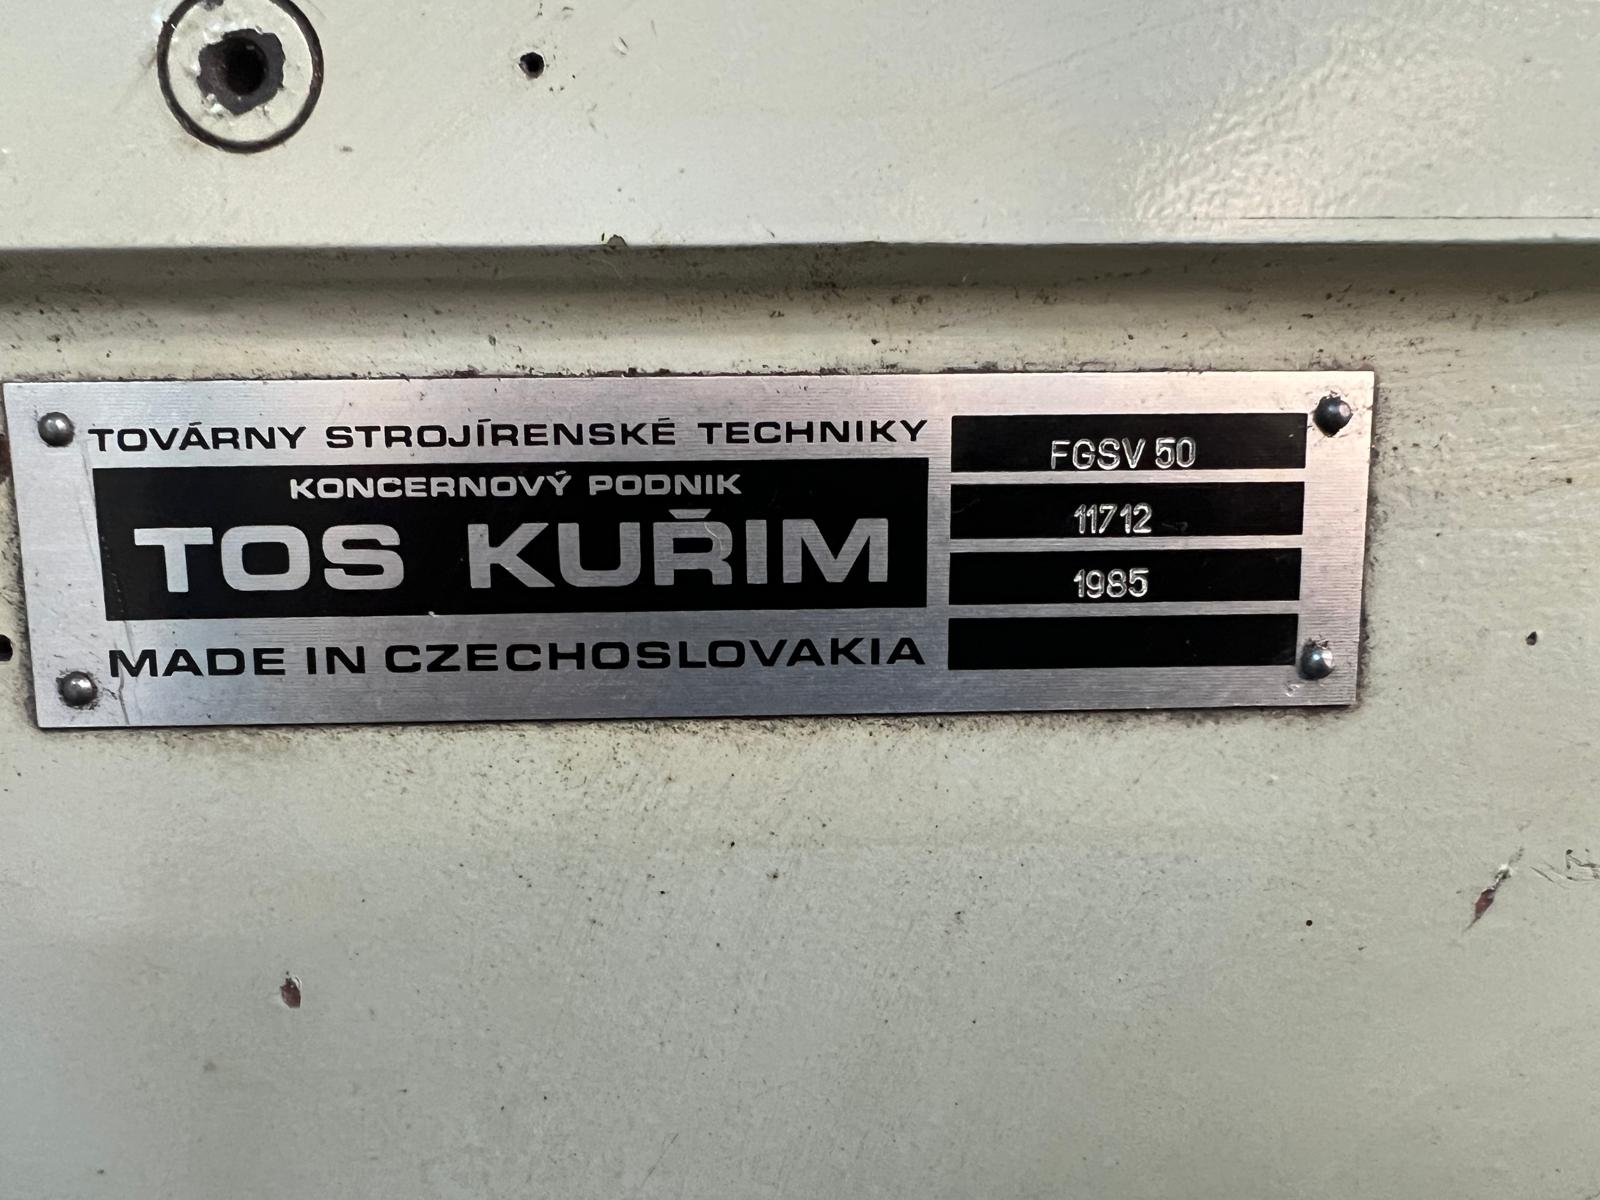 TOVÁRNY STROJÍRENSKÉ TECHNIKY
KONCERNOVÝ PODNIK
TOS KUŘIM
MADE IN CZECHOSLOVAKIA
FGSV 50
11712
1985